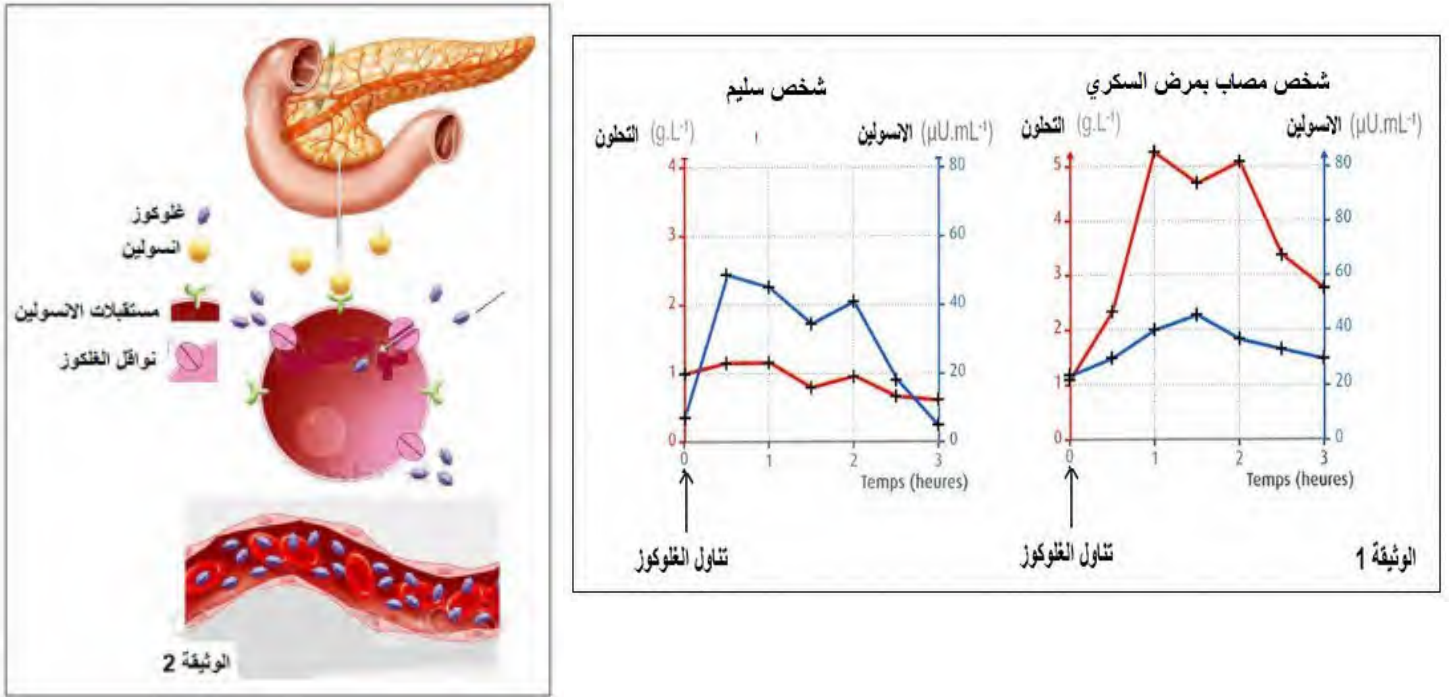 غلوكوز
انسولين
مستقبلات الانسولين
نواقل الغلكوز
الوثيقة 2
شخص سليم
التحلون (g.L⁻¹)
الانسولين (µU.mL⁻¹)
4
3
2
1
0
80
60
40
20
0
0 1 2 3
Temps (heures)
تناول الغلوكوز
شخص مصاب بمرض السكري
التحلون (g.L⁻¹)
الانسولين (µU.mL⁻¹)
5
4
3
2
1
0
80
80
60
40
20
0
0 1 2 3
Temps (heures)
تناول الغلوكوز
الوثيقة 1